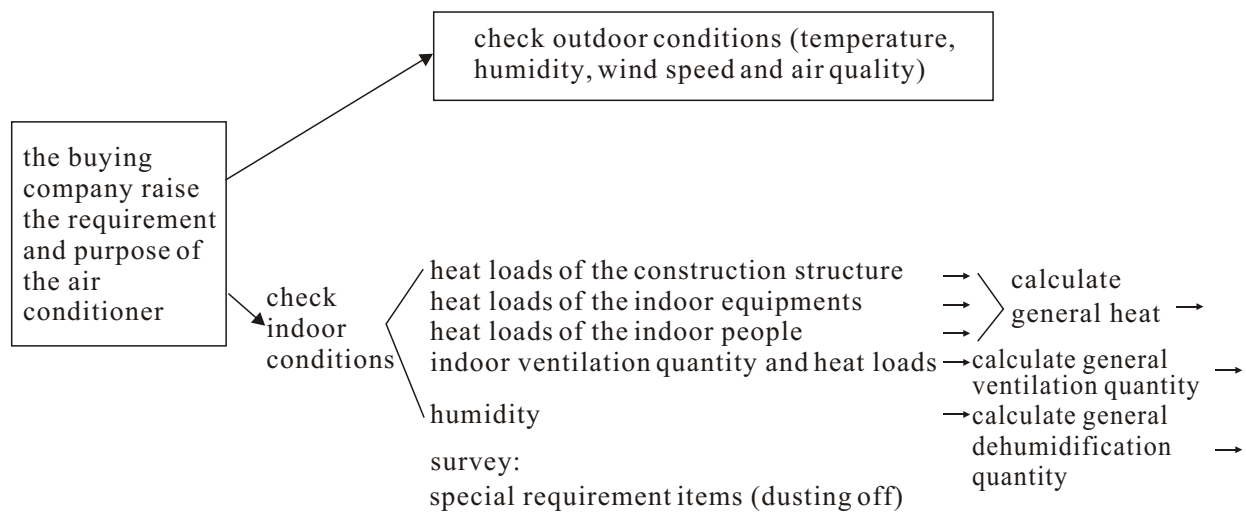 check outdoor conditions (temperature,
humidity, wind speed and air quality)
the buying
company raise
the requirement
and purpose of
the air
conditioner
check
indoor
conditions
heat loads of the construction structure
heat loads of the indoor equipments
heat loads of the indoor people
indoor ventilation quantity and heat loads
humidity
survey:
special requirement items (dusting off)
calculate
general heat
calculate general
ventilation quantity
calculate general
dehumidification
quantity